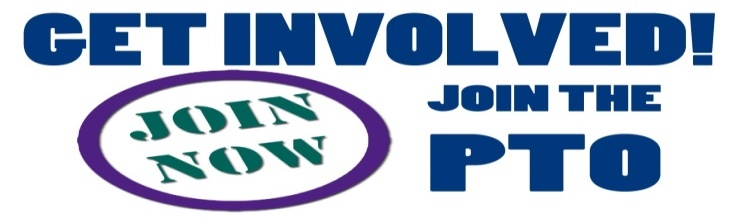 GET INVOLVED!
JOIN NOW
JOIN THE
PTO